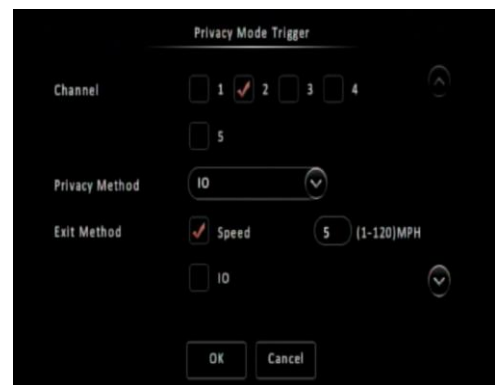 Privacy Mode Trigger
Channel 1 2 3 4
5
Privacy Method IO
Exit Method Speed 5 (1-120)MPH
IO
OK Cancel